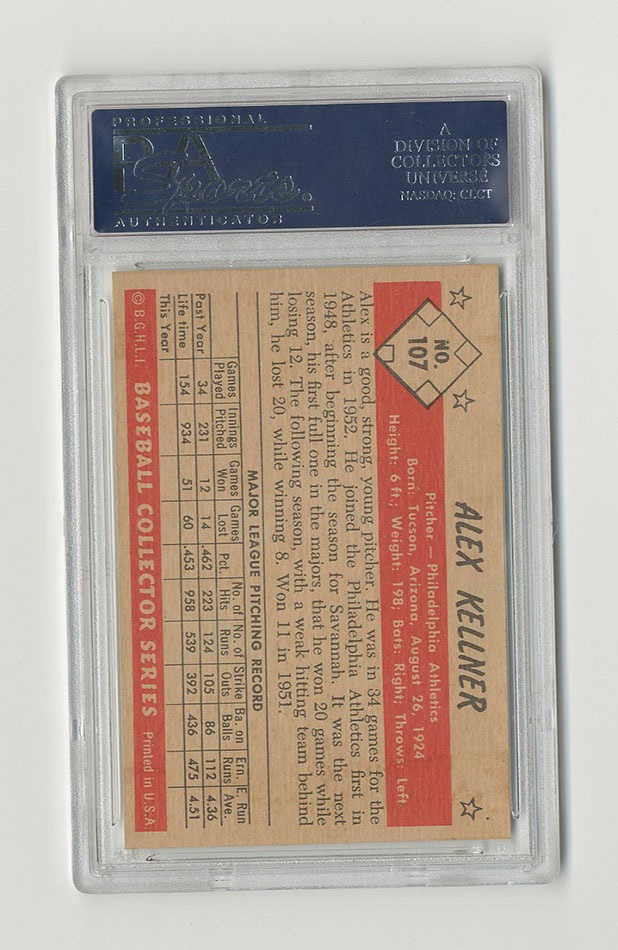 PROFESSIONAL
PSA
Sports®
AUTHENTICATOR
A
DIVISION OF
COLLECTORS
UNIVERSE
NASDAQ: CLCT
NO.
107
ALEX KELLNER
Pitcher — Philadelphia Athletics
Born: Tucson, Arizona, August 26, 1924
Height: 6 ft.; Weight: 198; Bats: Right; Throws: Left
Alex is a good, strong, young pitcher. He was in 34 games for the
Athletics in 1952. He joined the Philadelphia Athletics first in
1948, after beginning the season for Savannah. It was the next
season, his first full one in the majors, that he won 20 games while
losing 12. The following season, with a weak hitting team behind
him, he lost 20, while winning 8. Won 11 in 1951.
MAJOR LEAGUE PITCHING RECORD
Games Innings Games Games No. of No. of Strike Ba. on Ern. E. Run
Played Pitched Won Lost Pct. Hits Runs Outs Balls Runs Ave.
Past Year 34 231 12 14 .462 223 124 105 86 112 4.36
Life time 154 934 51 60 .453 958 539 392 436 475 4.51
This Year
© B.G.H.L.I. BASEBALL COLLECTOR SERIES Printed in U.S.A.